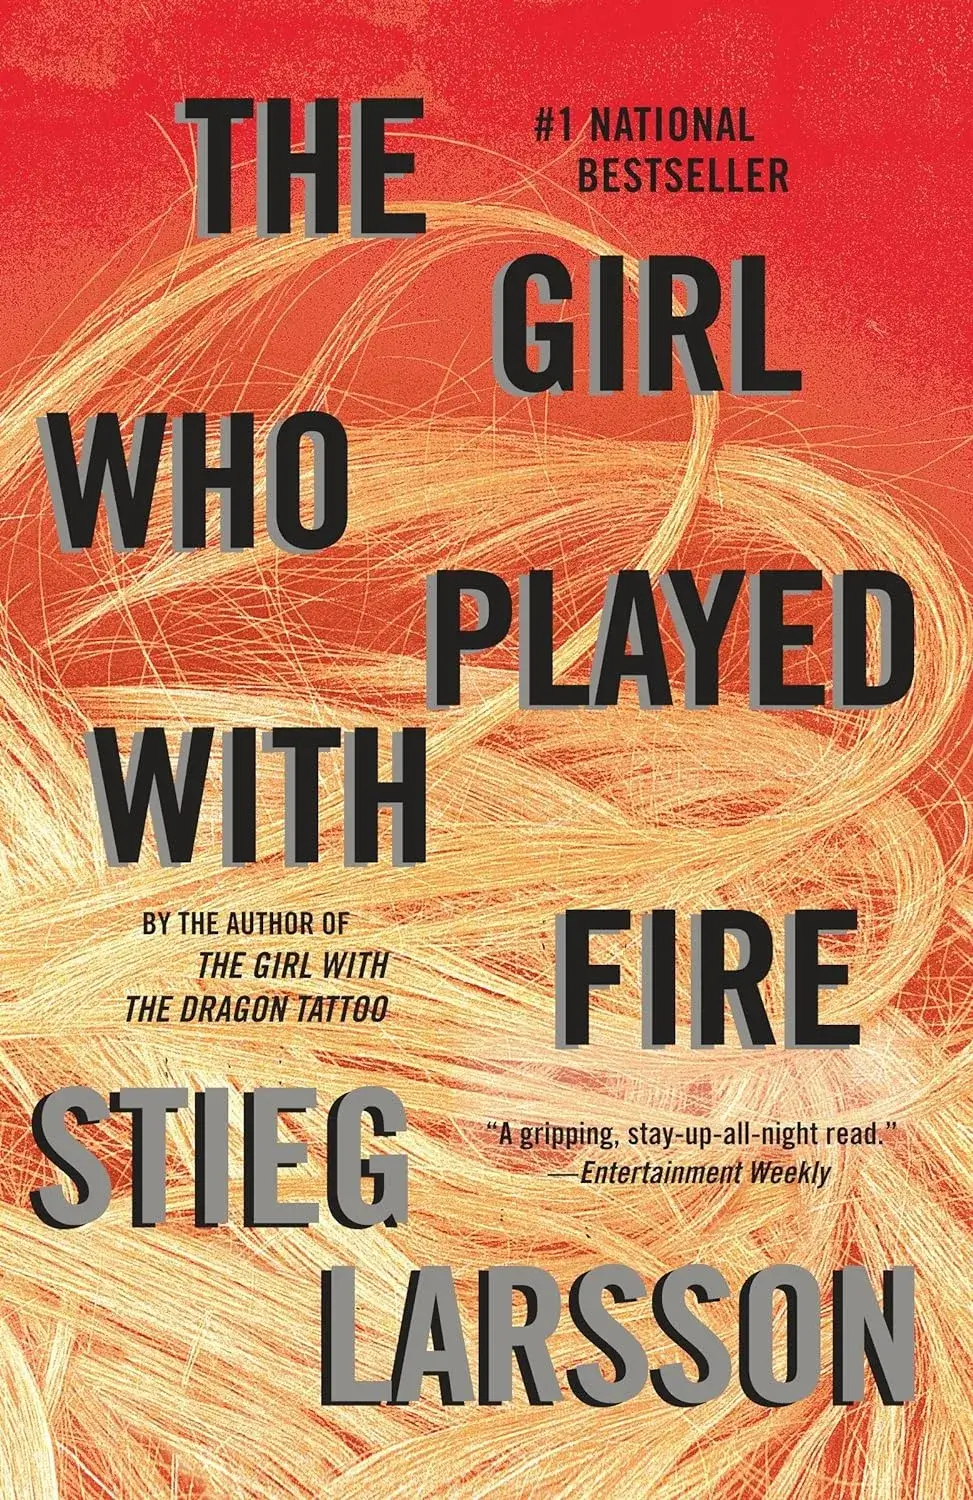 THE
#1 NATIONAL
BESTSELLER
GIRL
WHO
PLAYED
WITH
FIRE
BY THE AUTHOR OF
THE GIRL WITH
THE DRAGON TATTOO
STIEG
“A gripping, stay-up-all-night read.”
—Entertainment Weekly
LARSSON